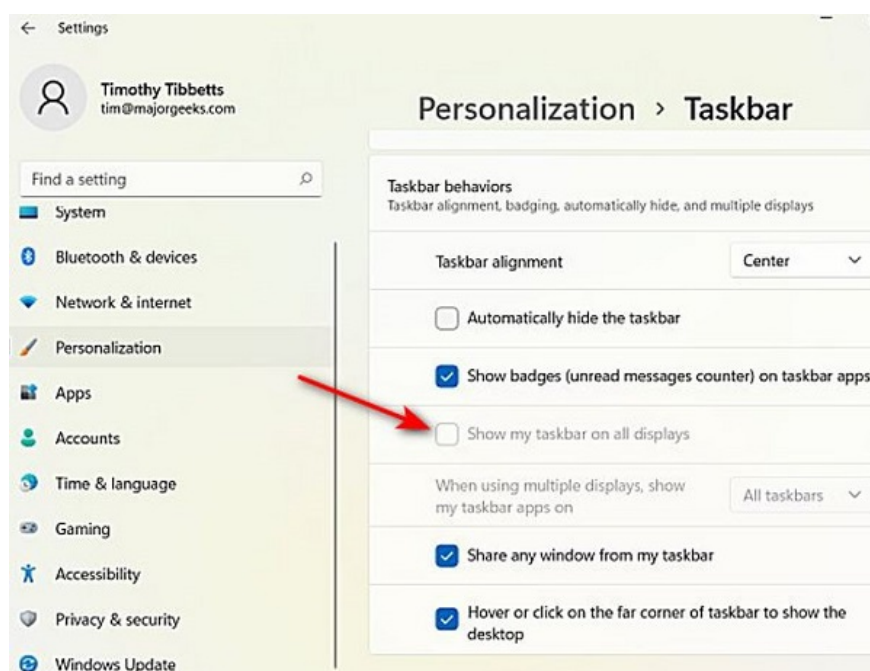 Settings
Timothy Tibbetts
tim@majorgeeks.com
Find a setting
System
Bluetooth & devices
Network & internet
Personalization
Apps
Accounts
Time & language
Gaming
Accessibility
Privacy & security
Windows Update
Personalization > Taskbar
Taskbar behaviors
Taskbar alignment, badging, automatically hide, and multiple displays
Taskbar alignment
Center
Automatically hide the taskbar
Show badges (unread messages counter) on taskbar apps
Show my taskbar on all displays
When using multiple displays, show
my taskbar apps on
All taskbars
Share any window from my taskbar
Hover or click on the far corner of taskbar to show the
desktop